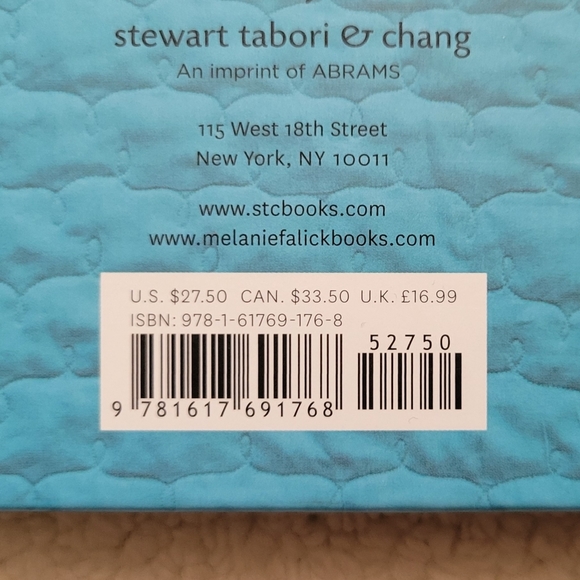 stewart tabori & chang
An imprint of ABRAMS
115 West 18th Street
New York, NY 10011
www.stcbooks.com
www.melaniefalickbooks.com
U.S. $27.50 CAN. $33.50 U.K. £16.99
ISBN: 978-1-61769-176-8
52750
9 781617 691768